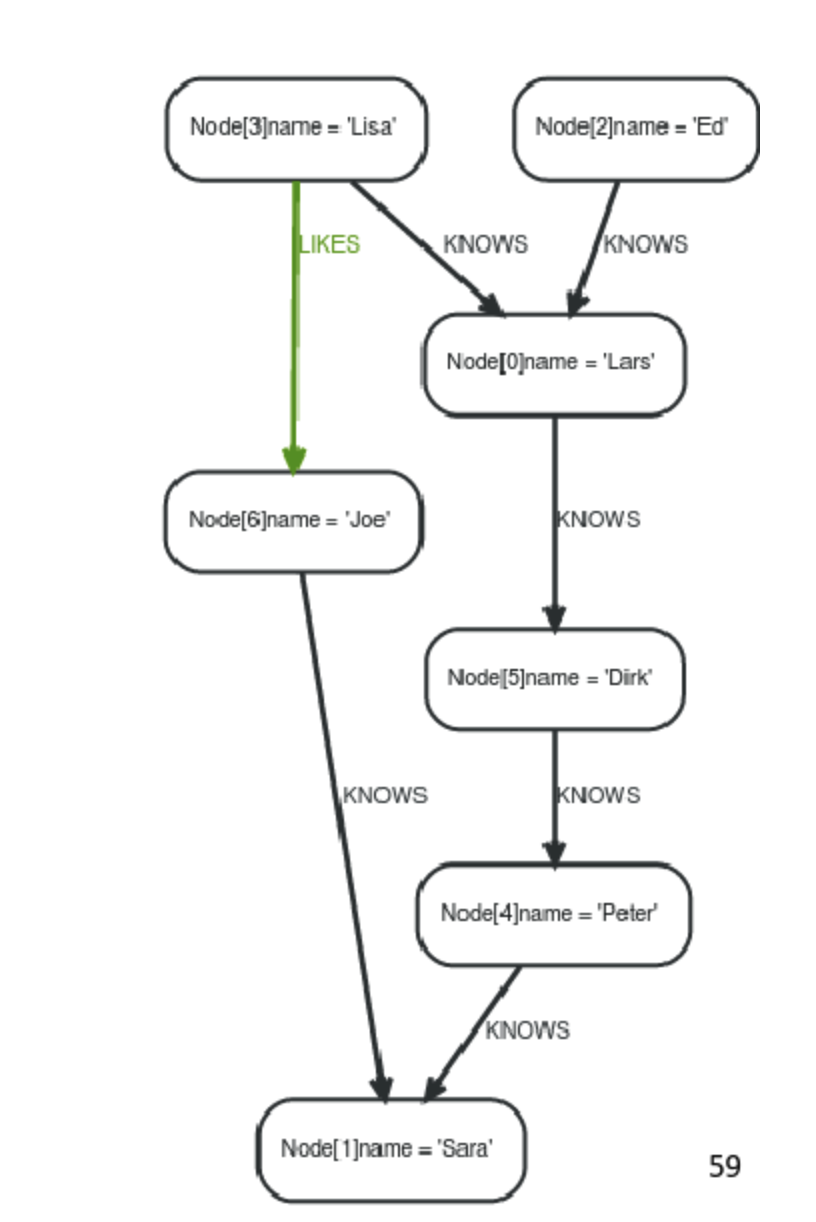 Node[3]name = 'Lisa'
Node[2]name = 'Ed'
LIKES
KNOWS
KNOWS
Node[0]name = 'Lars'
Node[6]name = 'Joe'
KNOWS
Node[5]name = 'Dirk'
KNOWS
KNOWS
Node[4]name = 'Peter'
KNOWS
Node[1]name = 'Sara'
59